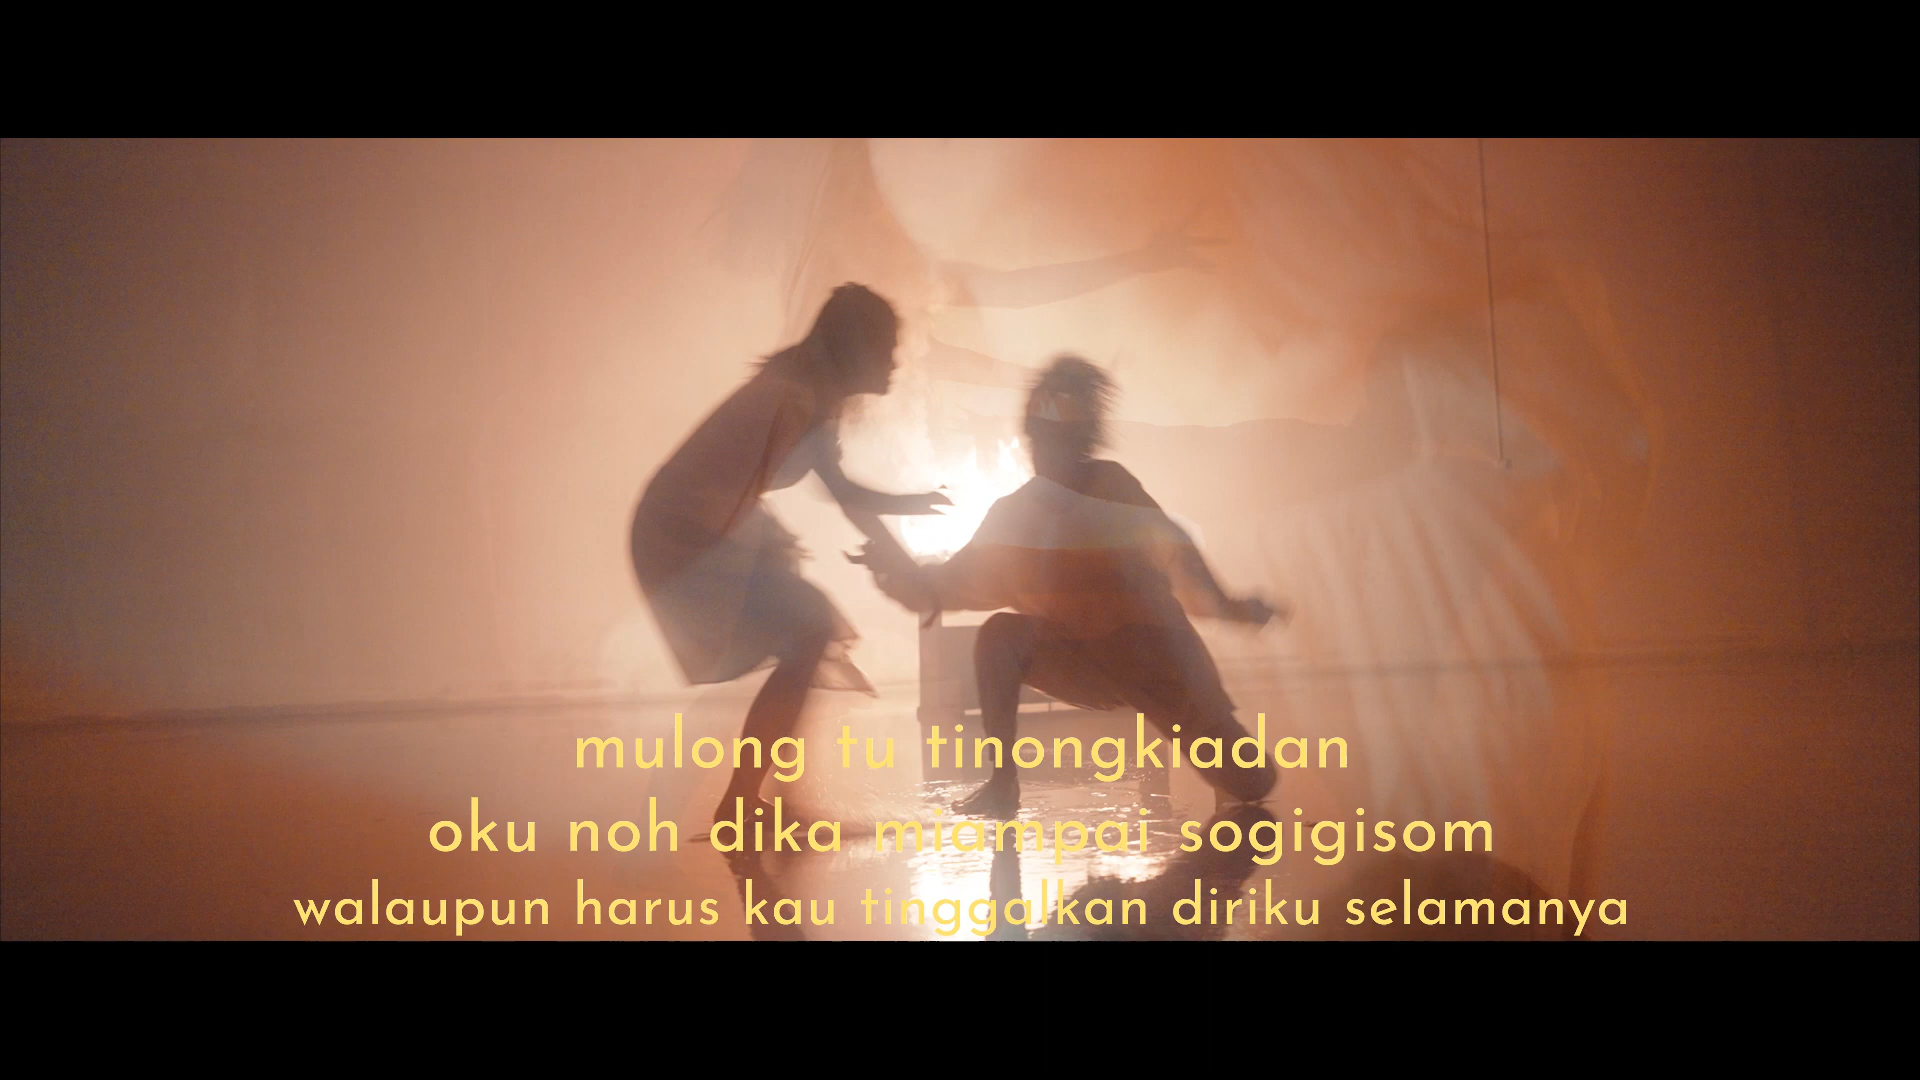 mulong tu tinongkiadan
oku noh dika miampai sogigisom
walaupun harus kau tinggalkan diriku selamanya